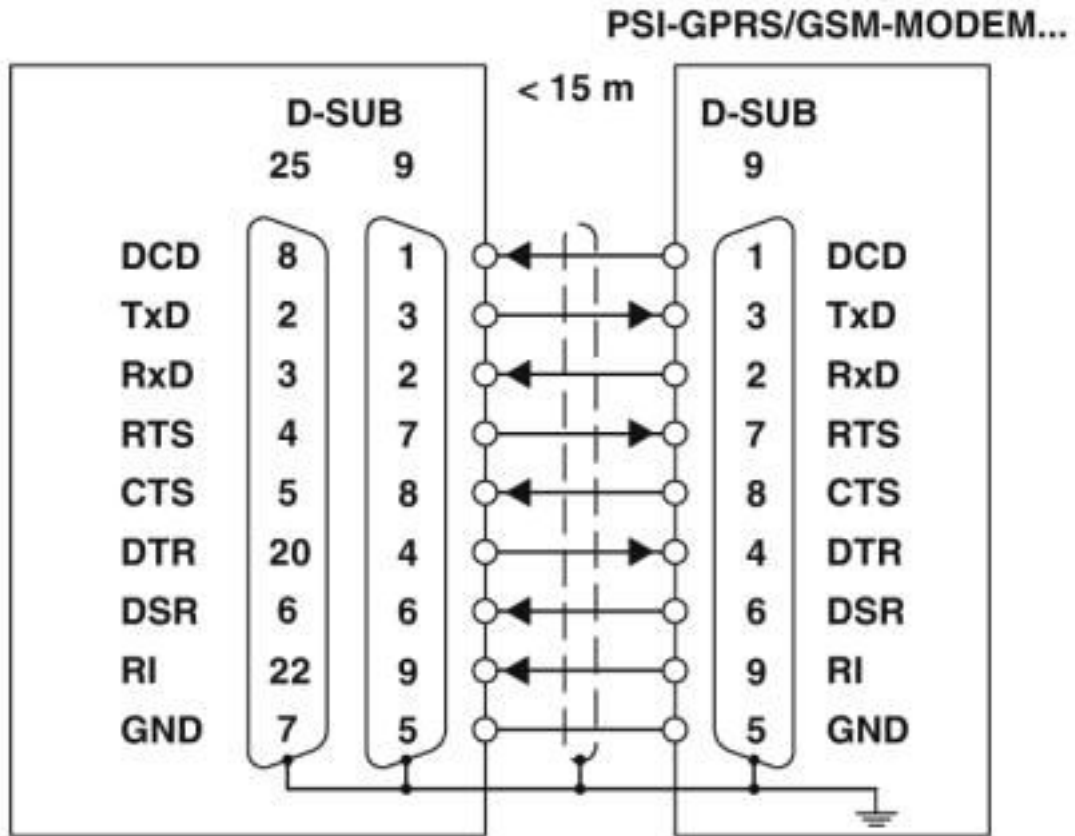 PSI-GPRS/GSM-MODEM...
< 15 m
D-SUB D-SUB
25 9 9
DCD 8 1 1 DCD
TxD 2 3 3 TxD
RxD 3 2 2 RxD
RTS 4 7 7 RTS
CTS 5 8 8 CTS
DTR 20 4 4 DTR
DSR 6 6 6 DSR
RI 22 9 9 RI
GND 7 5 5 GND